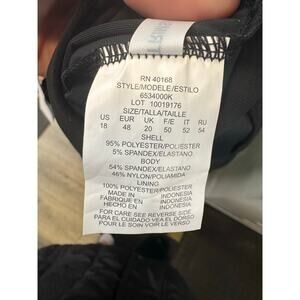 RN 40168
STYLE/MODELE/ESTILO
6534000K
LOT 10019176
SIZE/TALLA/TAILLE
US EUR UK F/E IT RU
18 48 20 50 52 54
SHELL
95% POLYESTER/POLIÉSTER
5% SPANDEX/ELASTANO
BODY
54% SPANDEX/ELASTANO
46% NYLON/POLIAMIDA
LINING
100% POLYESTER/POLIÉSTER
MADE IN INDONESIA
FABRIQUE EN INDONESIA
HECHO EN INDONESIA
FOR CARE SEE REVERSE SIDE
PARA EL CUIDADO VEA EL DORSO
POUR LE SOIN VOIR LE VERSO